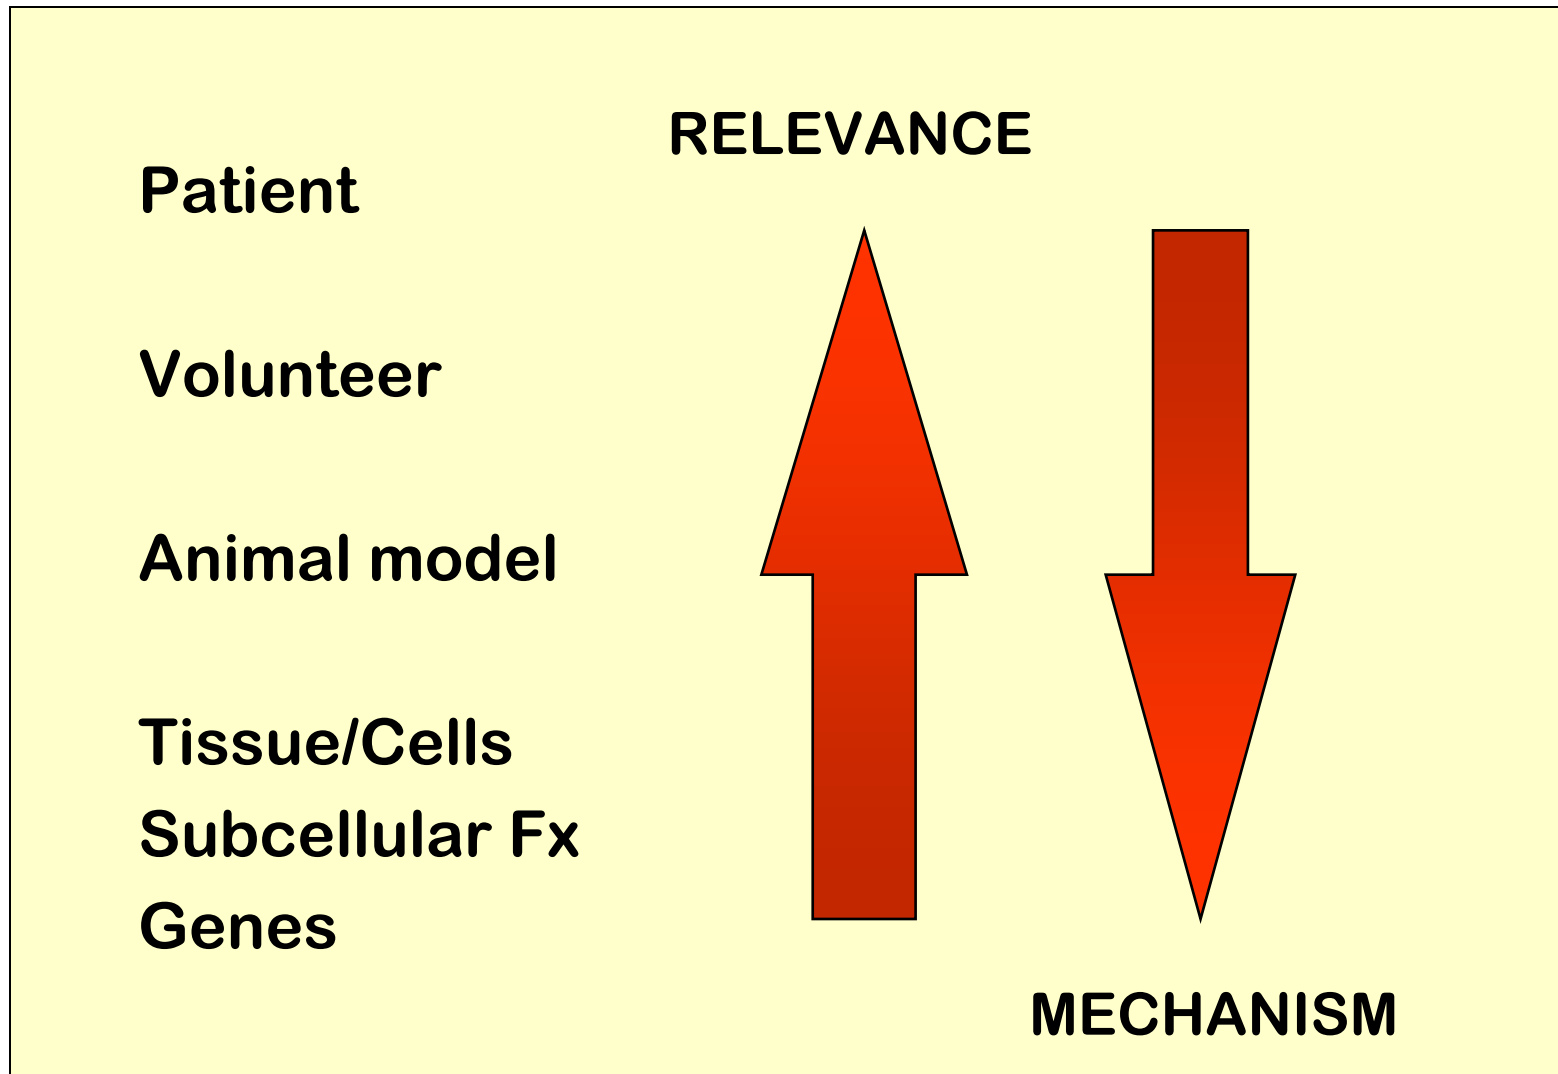 RELEVANCE
Patient
Volunteer
Animal model
Tissue/Cells
Subcellular Fx
Genes
MECHANISM